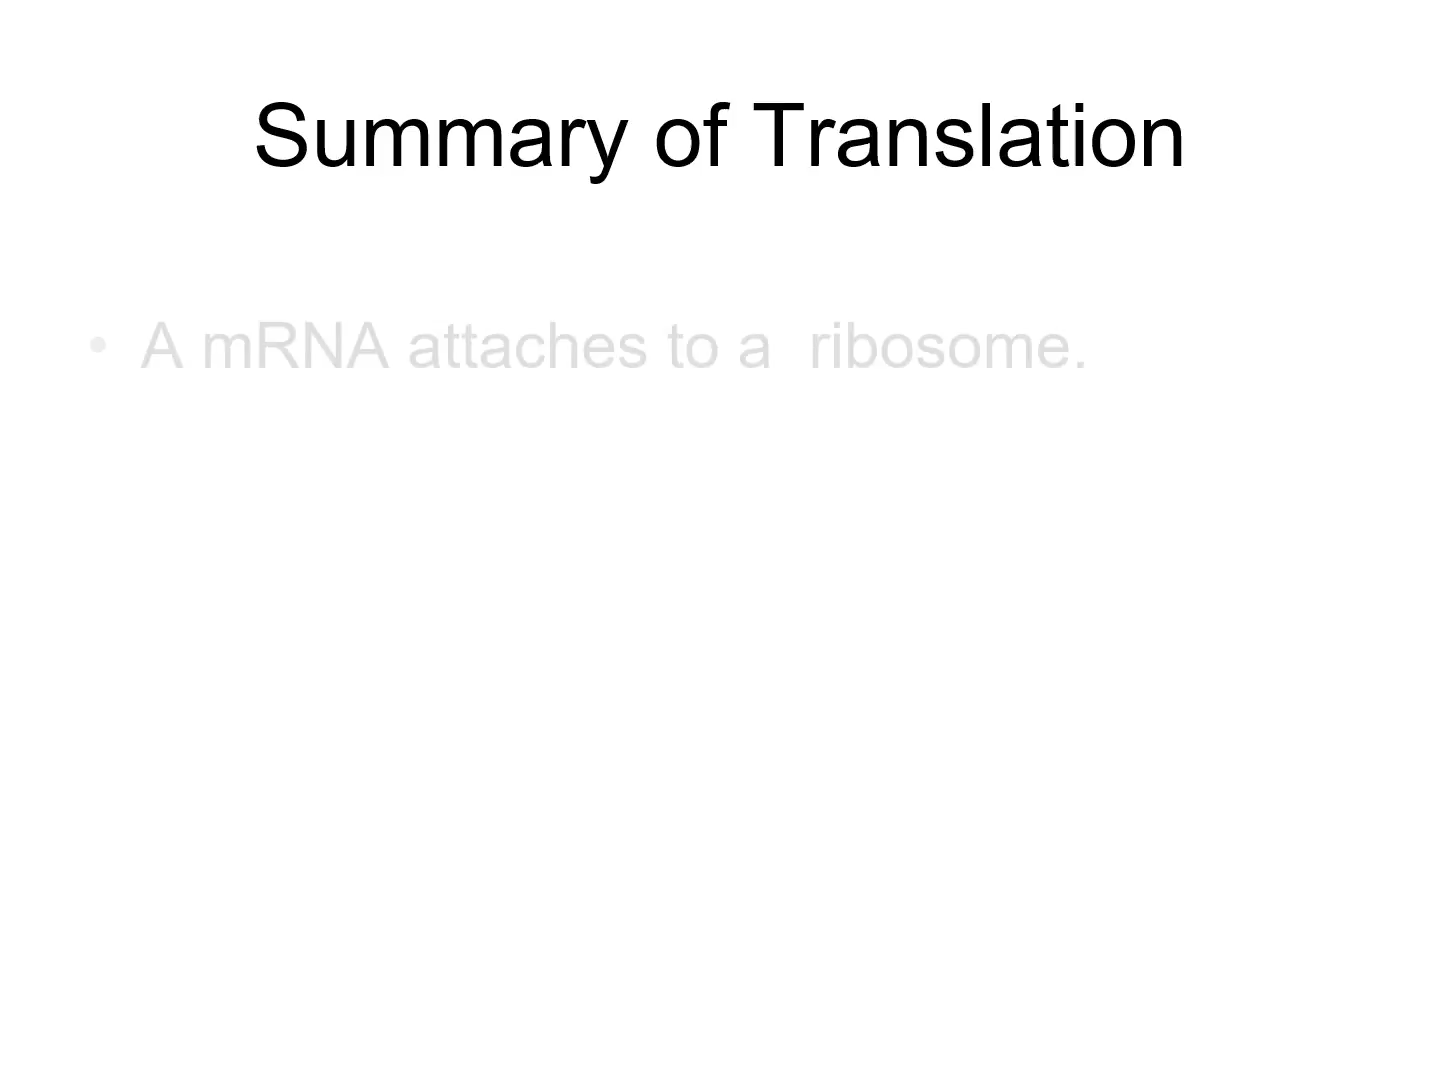 Summary of Translation
• A mRNA attaches to a  ribosome.